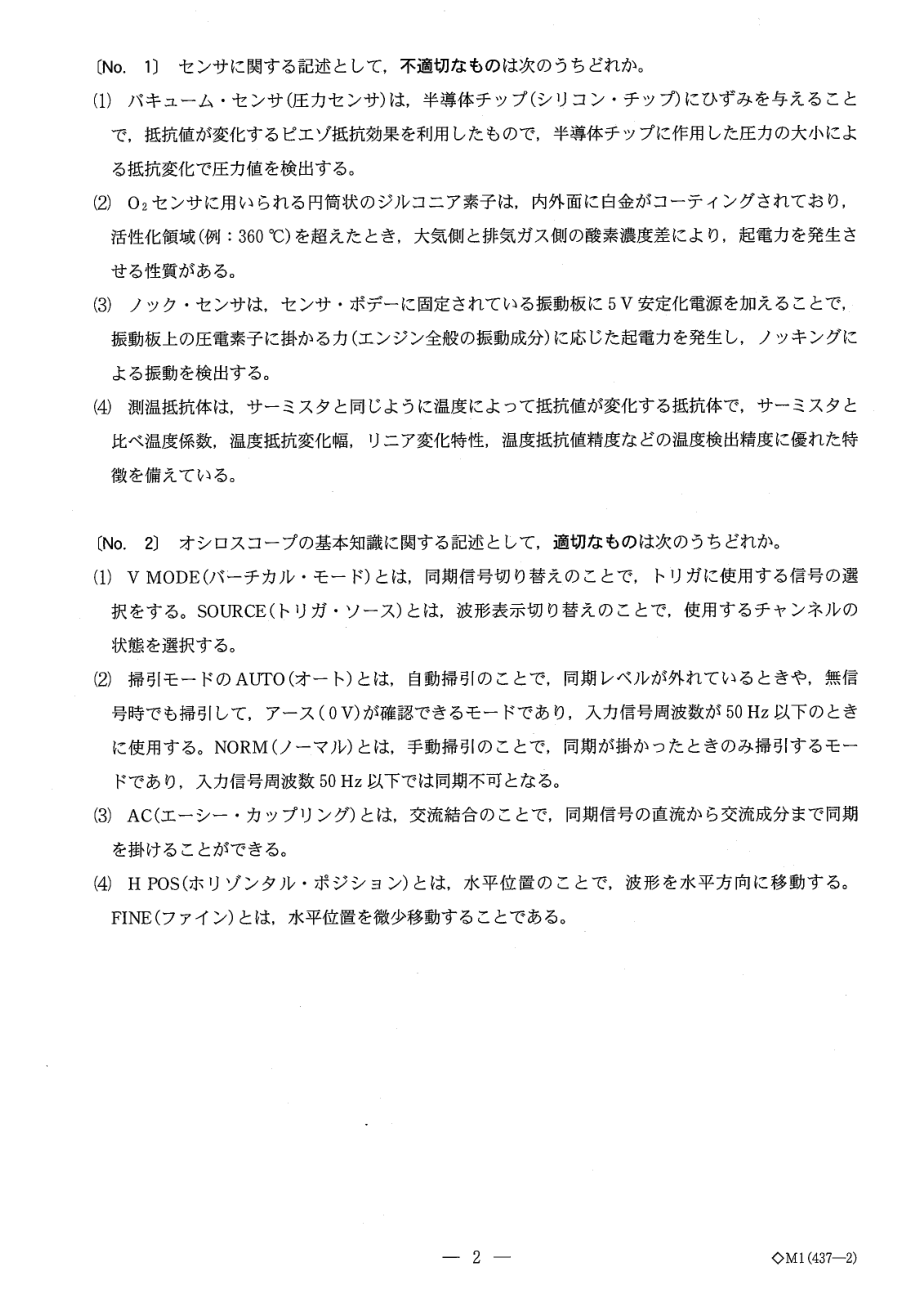 〔No. 1〕 センサに関する記述として，不適切なものは次のうちどれか。
⑴ バキューム・センサ(圧力センサ)は，半導体チップ(シリコン・チップ)にひずみを与えること
で，抵抗値が変化するピエゾ抵抗効果を利用したもので，半導体チップに作用した圧力の大小によ
る抵抗変化で圧力値を検出する。
⑵ O₂センサに用いられる円筒状のジルコニア素子は，内外面に白金がコーティングされており，
活性化領域(例：360 ℃)を超えたとき，大気側と排気ガス側の酸素濃度差により，起電力を発生さ
せる性質がある。
⑶ ノック・センサは，センサ・ボデーに固定されている振動板に 5 V 安定化電源を加えることで，
振動板上の圧電素子に掛かる力(エンジン全般の振動成分)に応じた起電力を発生し，ノッキングに
よる振動を検出する。
⑷ 測温抵抗体は，サーミスタと同じように温度によって抵抗値が変化する抵抗体で，サーミスタと
比べ温度係数，温度抵抗変化幅，リニア変化特性，温度抵抗値精度などの温度検出精度に優れた特
徴を備えている。
〔No. 2〕 オシロスコープの基本知識に関する記述として，適切なものは次のうちどれか。
⑴ V MODE(バーチカル・モード)とは，同期信号切り替えのことで，トリガに使用する信号の選
択をする。SOURCE(トリガ・ソース)とは，波形表示切り替えのことで，使用するチャンネルの
状態を選択する。
⑵ 掃引モードの AUTO(オート)とは，自動掃引のことで，同期レベルが外れているときや，無信
号時でも掃引して，アース( 0 V)が確認できるモードであり，入力信号周波数が 50 Hz 以下のとき
に使用する。NORM(ノーマル)とは，手動掃引のことで，同期が掛かったときのみ掃引するモー
ドであり，入力信号周波数 50 Hz 以下では同期不可となる。
⑶ AC(エーシー・カップリング)とは，交流結合のことで，同期信号の直流から交流成分まで同期
を掛けることができる。
⑷ H POS(ホリゾンタル・ポジション)とは，水平位置のことで，波形を水平方向に移動する。
FINE(ファイン)とは，水平位置を微少移動することである。
― 2 ―
◇M1(437―2)